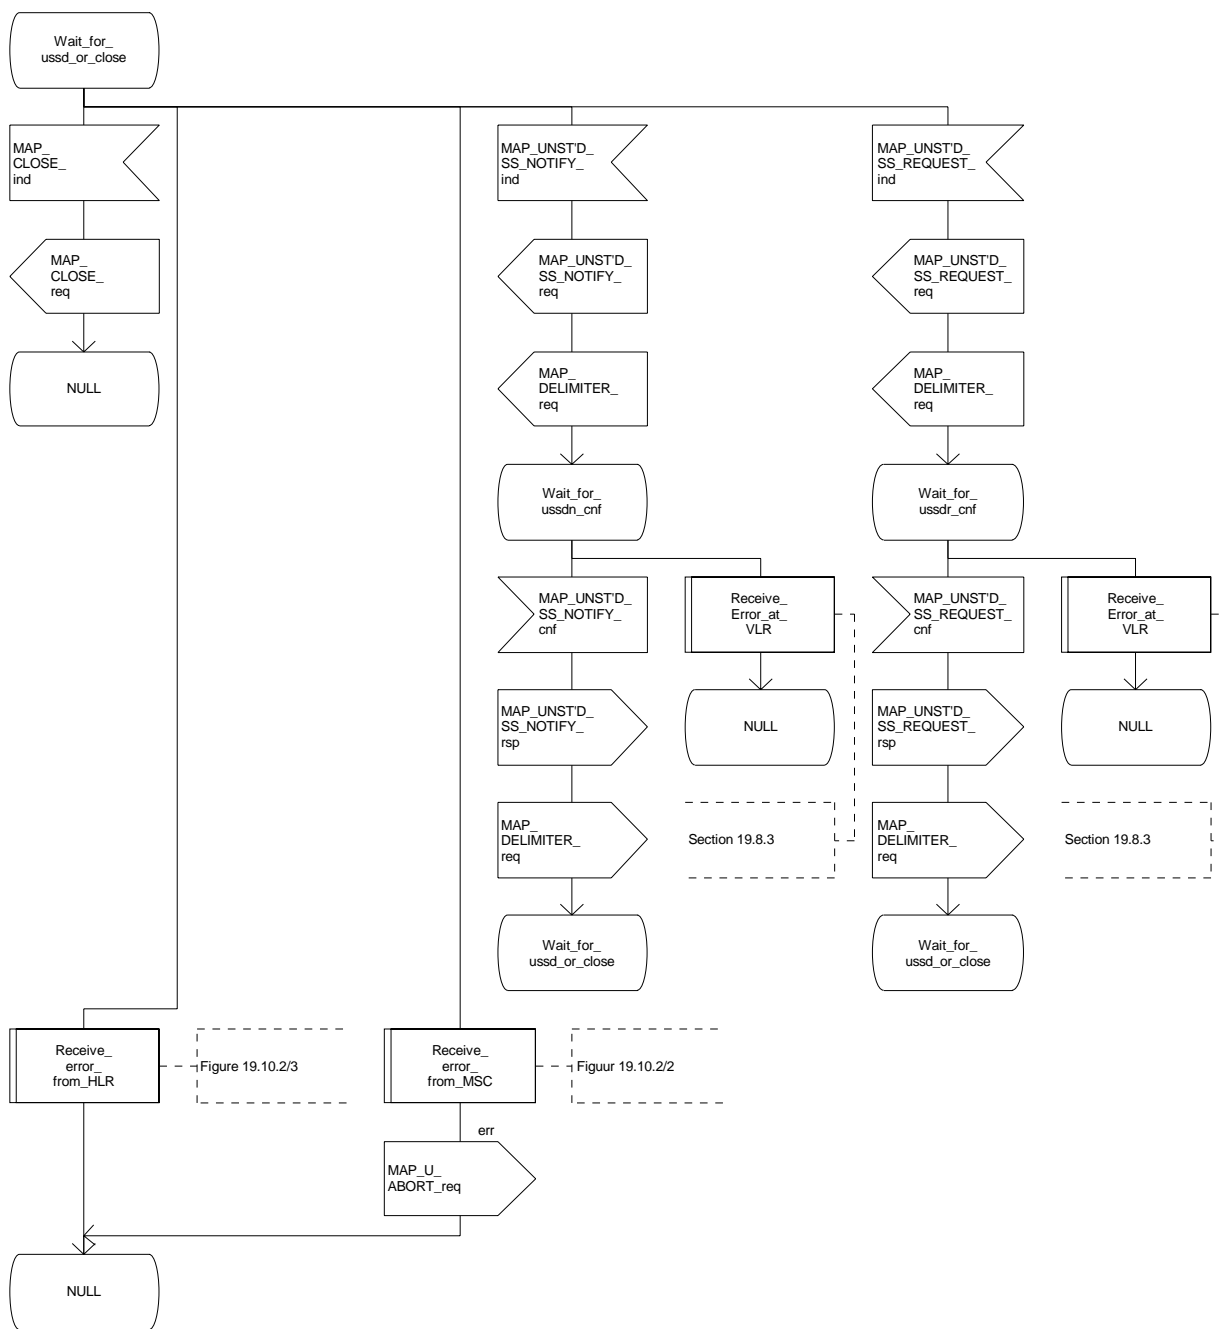 Wait_for_
ussd_or_close
MAP_
CLOSE_
ind
MAP_UNST'D_
SS_NOTIFY_
ind
MAP_UNST'D_
SS_REQUEST_
ind
MAP_
CLOSE_
req
MAP_UNST'D_
SS_NOTIFY_
req
MAP_UNST'D_
SS_REQUEST_
req
NULL
MAP_
DELIMITER_
req
MAP_
DELIMITER_
req
Wait_for_
ussdn_cnf
Wait_for_
ussdr_cnf
MAP_UNST'D_
SS_NOTIFY_
cnf
Receive_
Error_at_
VLR
MAP_UNST'D_
SS_REQUEST_
cnf
Receive_
Error_at_
VLR
MAP_UNST'D_
SS_NOTIFY_
rsp
NULL
MAP_UNST'D_
SS_REQUEST_
rsp
NULL
MAP_
DELIMITER_
req
Section 19.8.3
MAP_
DELIMITER_
req
Section 19.8.3
Wait_for_
ussd_or_close
Wait_for_
ussd_or_close
Receive_
error_
from_HLR
Figure 19.10.2/3
Receive_
error_
from_MSC
Figuur 19.10.2/2
err
MAP_U_
ABORT_req
NULL